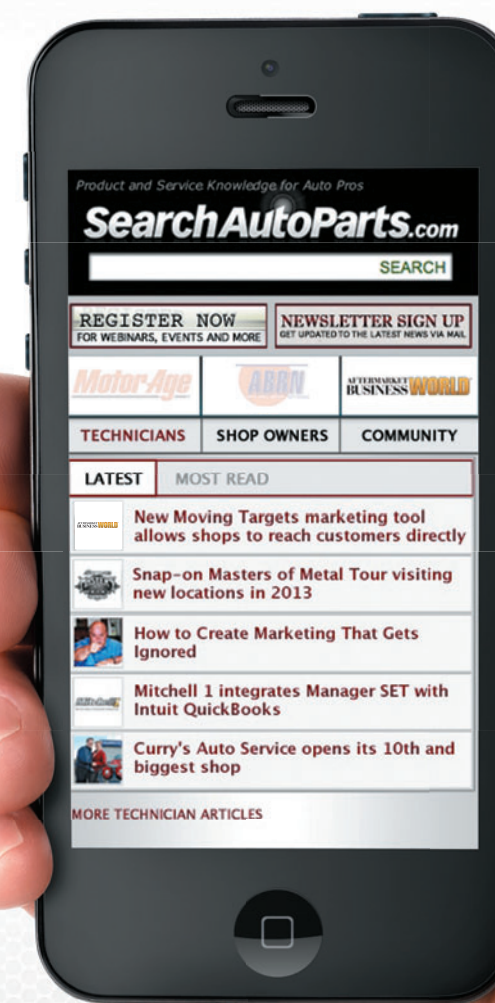 Product and Service Knowledge for Auto Pros
SearchAutoParts.com
SEARCH
REGISTER NOW
FOR WEBINARS, EVENTS AND MORE
NEWSLETTER SIGN UP
GET UPDATED TO THE LATEST NEWS VIA MAIL
Motor Age
ABRN
AFTERMARKET
BUSINESS WORLD
TECHNICIANS
SHOP OWNERS
COMMUNITY
LATEST
MOST READ
New Moving Targets marketing tool
allows shops to reach customers directly
Snap-on Masters of Metal Tour visiting
new locations in 2013
How to Create Marketing That Gets
Ignored
Mitchell 1 integrates Manager SET with
Intuit QuickBooks
Curry's Auto Service opens its 10th and
biggest shop
MORE TECHNICIAN ARTICLES